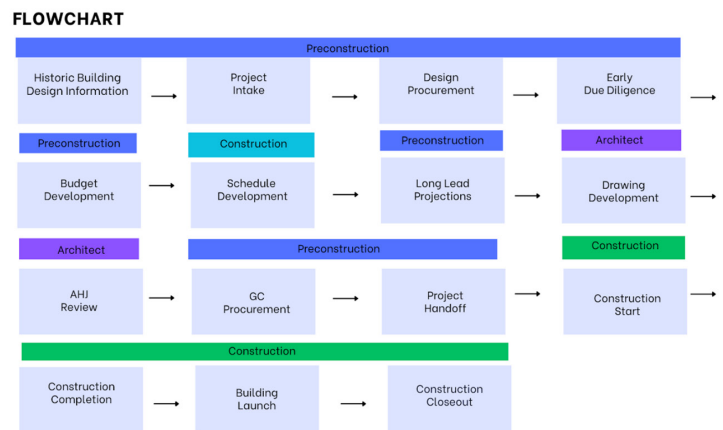 FLOWCHART
Preconstruction
Historic Building
Design Information
Project
Intake
Design
Procurement
Early
Due Diligence
Preconstruction
Construction
Preconstruction
Architect
Budget
Development
Schedule
Development
Long Lead
Projections
Drawing
Development
Architect
Preconstruction
Construction
AHJ
Review
GC
Procurement
Project
Handoff
Construction
Start
Construction
Construction
Completion
Building
Launch
Construction
Closeout